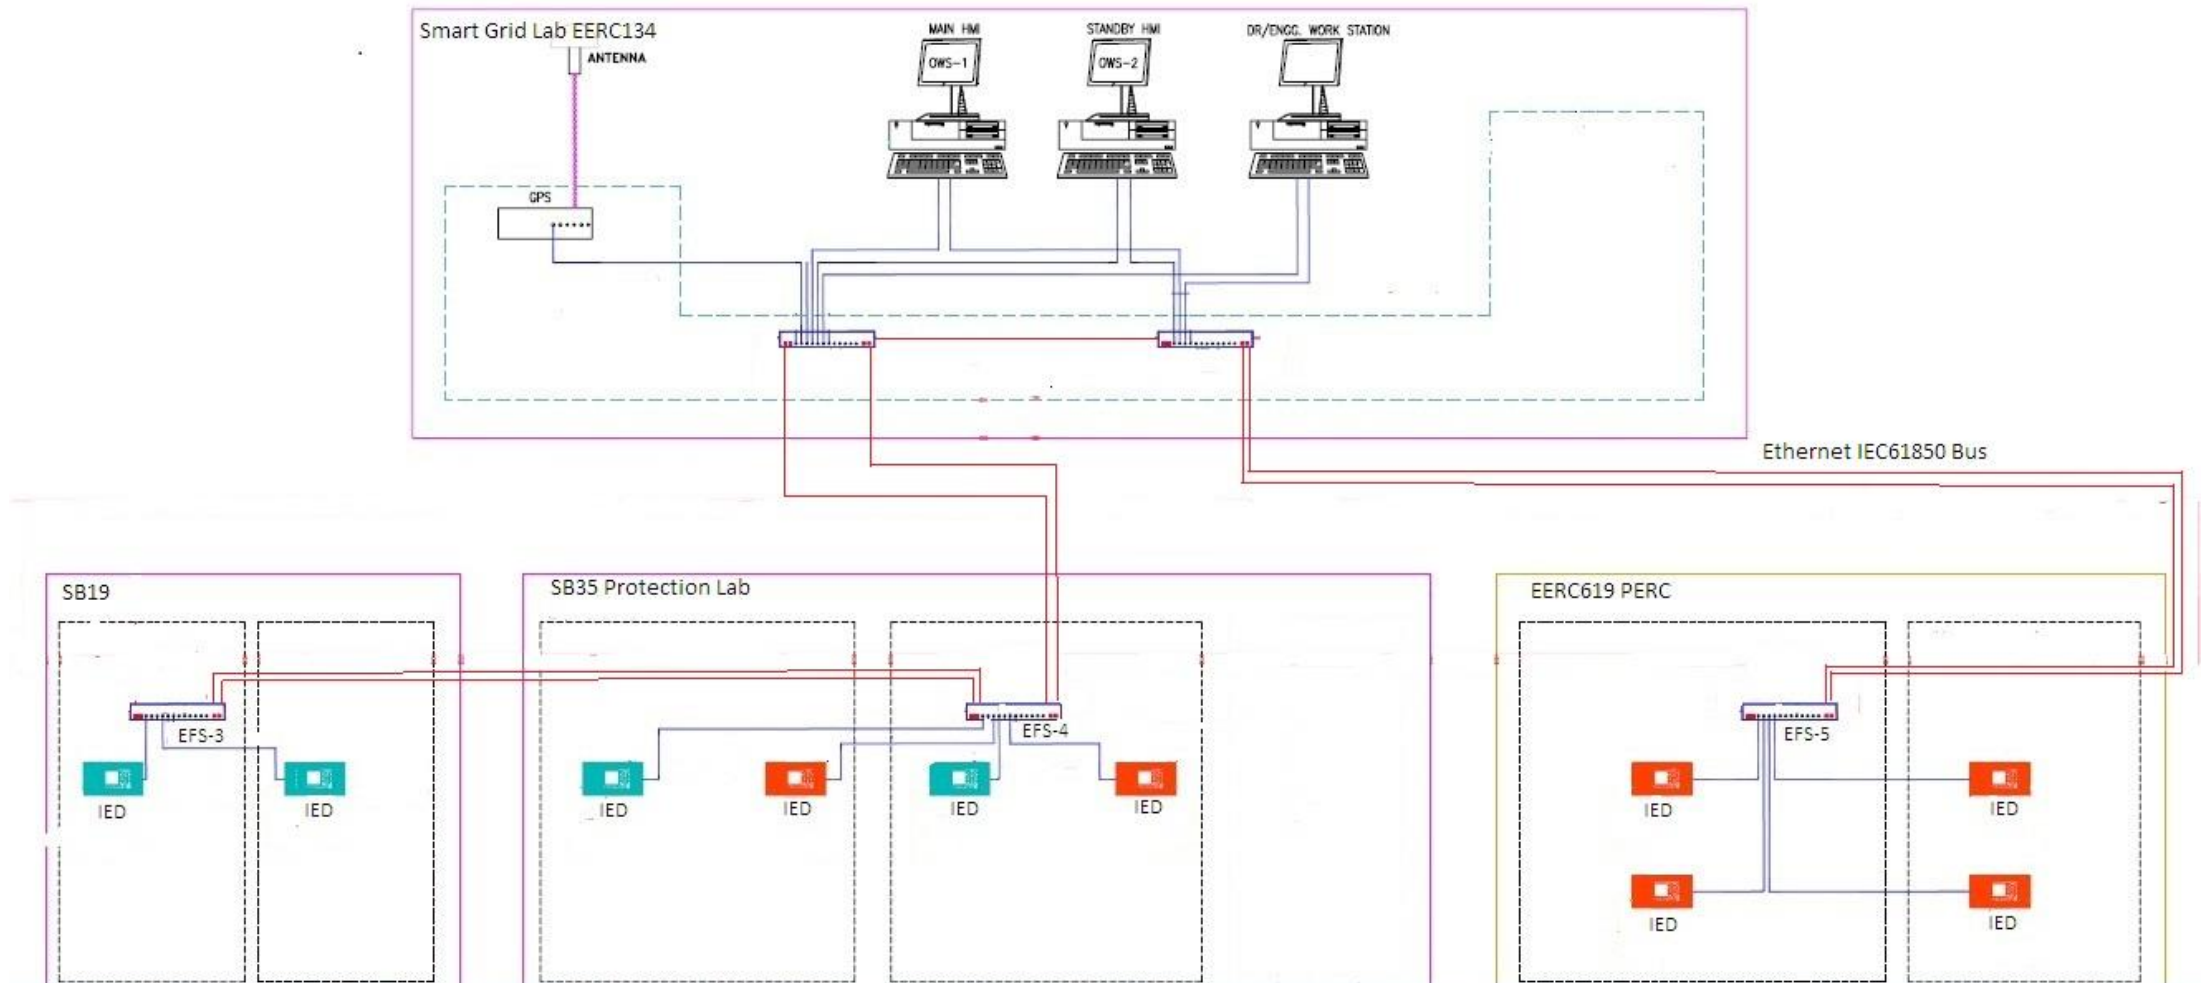 Smart Grid Lab EERC134
ANTENNA
MAIN HMI
STANDBY HMI
DR/ENGG. WORK STATION
OWS-1
OWS-2
GPS
Ethernet IEC61850 Bus
SB19
SB35 Protection Lab
EERC619 PERC
EFS-3
EFS-4
EFS-5
IED
IED
IED
IED
IED
IED
IED
IED
IED
IED